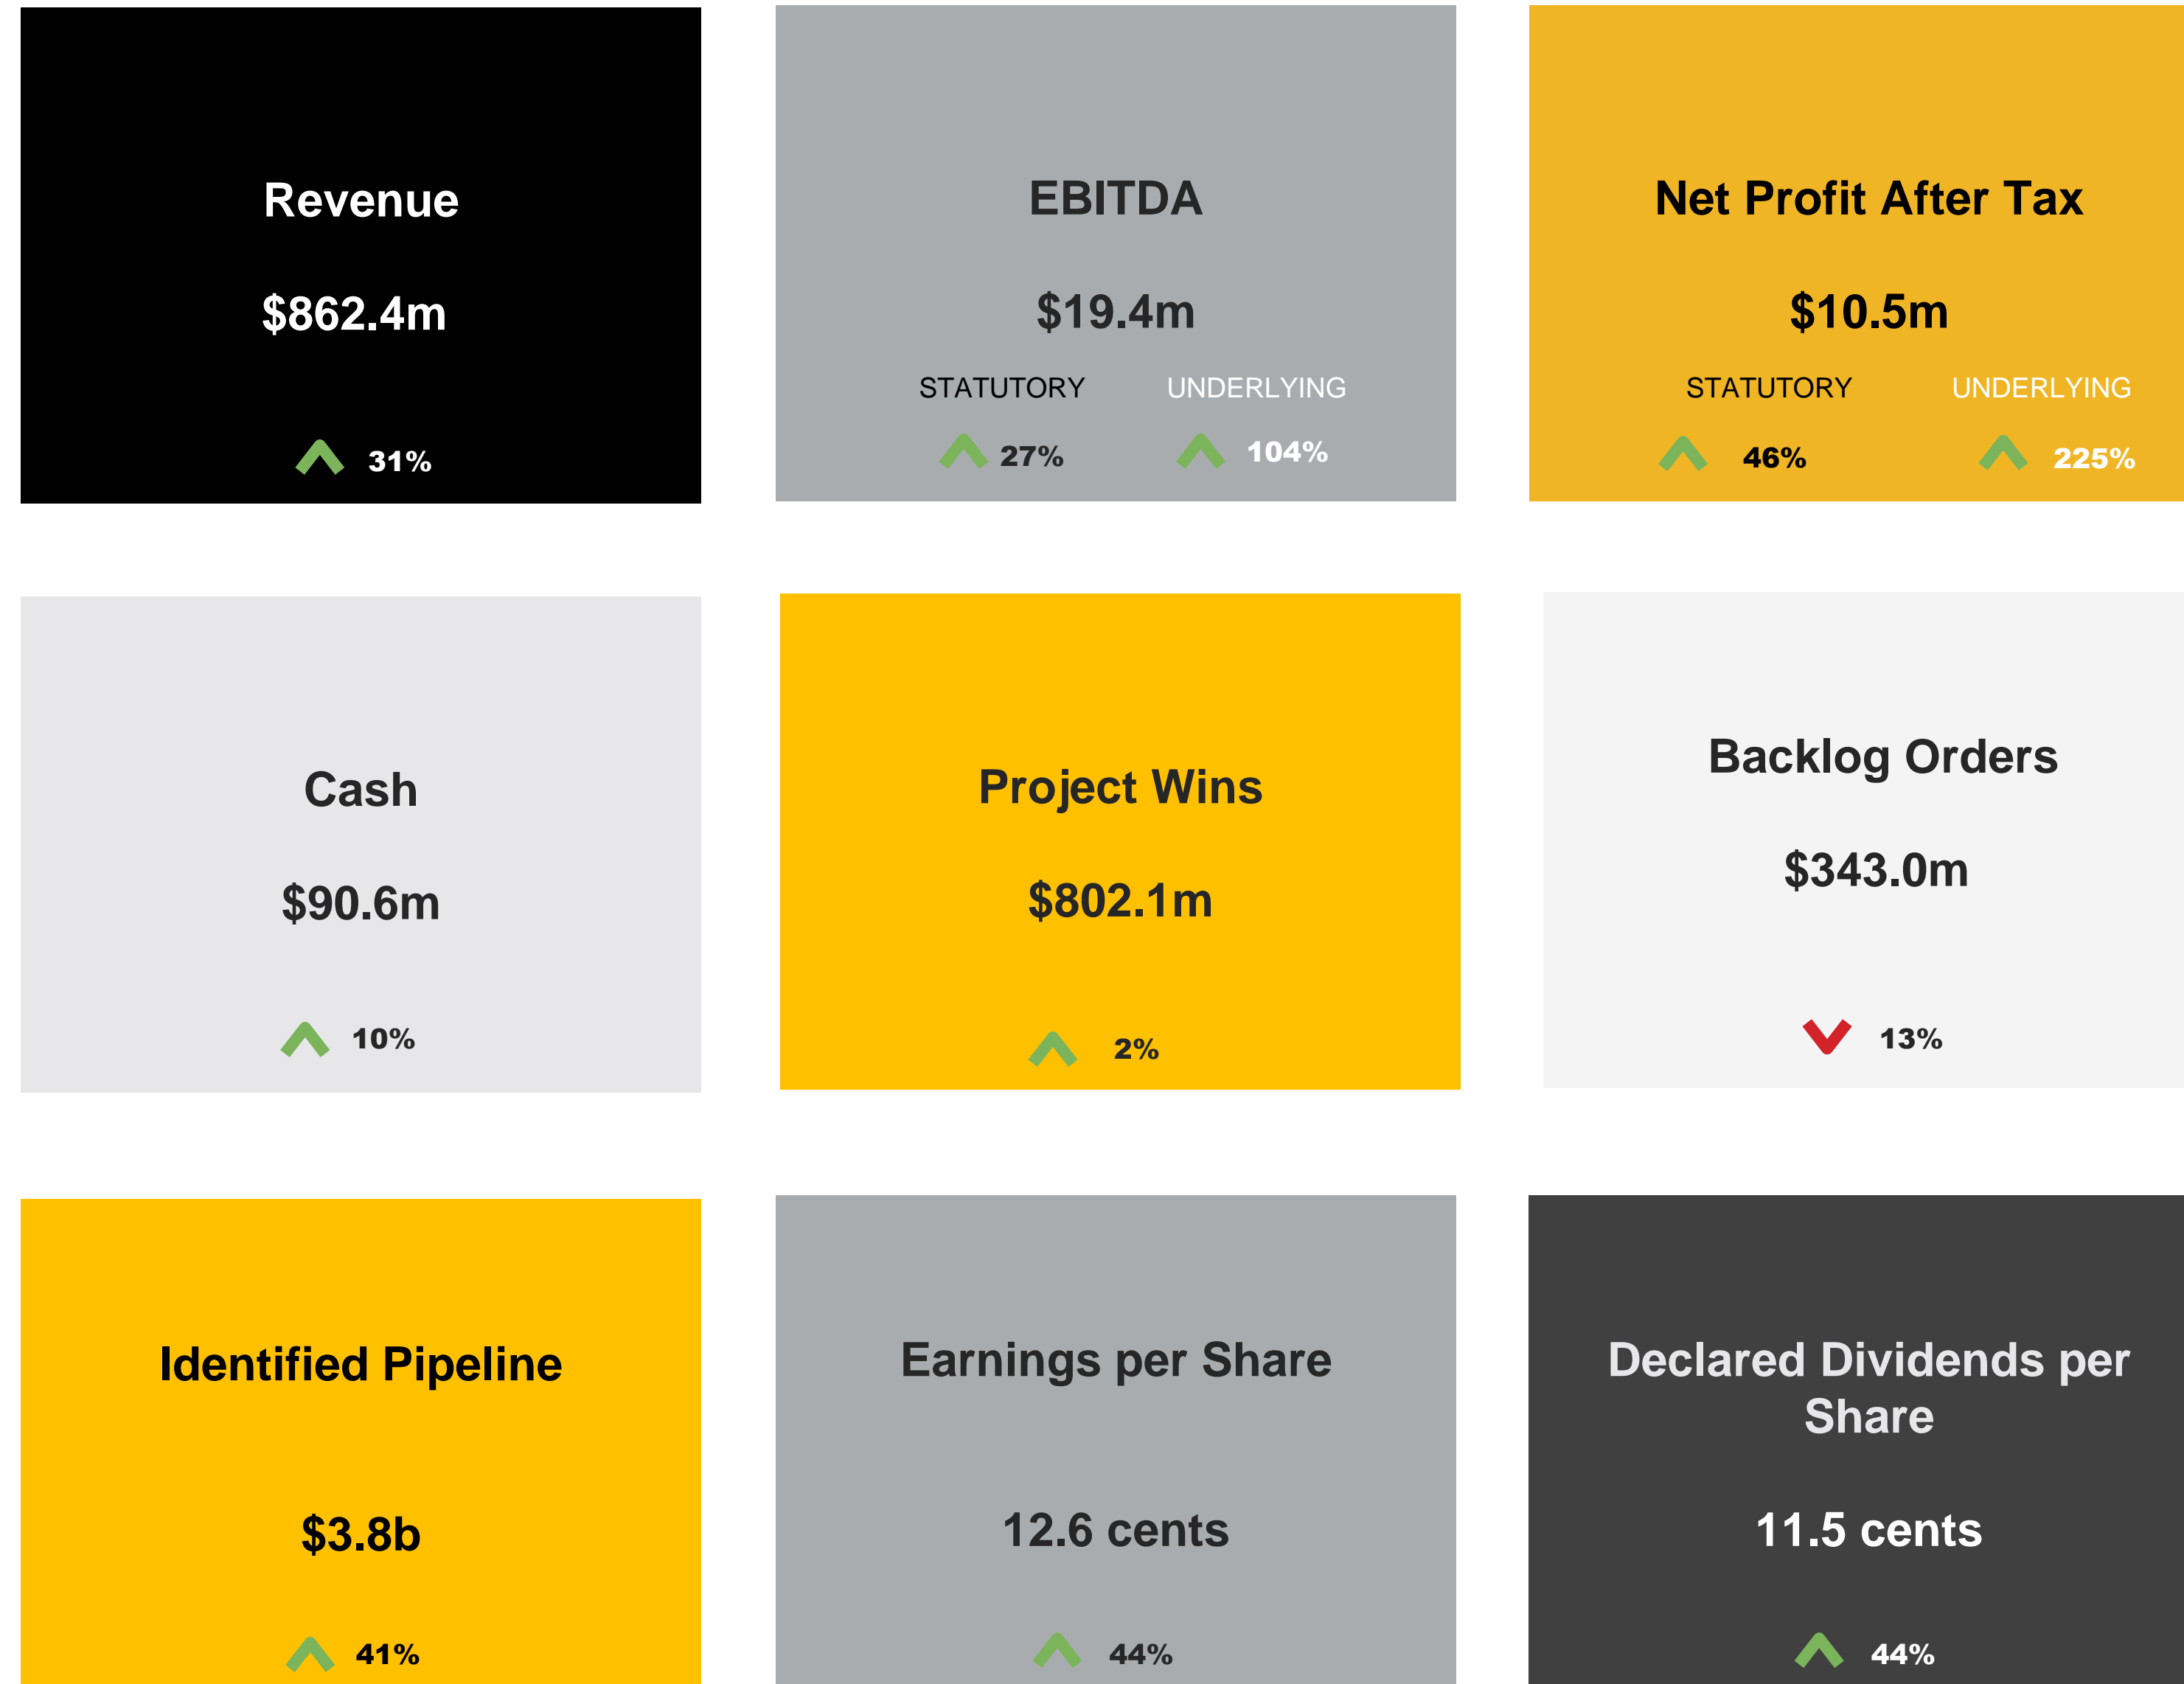 Revenue
$862.4m
31%
EBITDA
$19.4m
STATUTORY UNDERLYING
27% 104%
Net Profit After Tax
$10.5m
STATUTORY UNDERLYING
46% 225%
Cash
$90.6m
10%
Project Wins
$802.1m
2%
Backlog Orders
$343.0m
13%
Identified Pipeline
$3.8b
41%
Earnings per Share
12.6 cents
44%
Declared Dividends per
Share
11.5 cents
44%